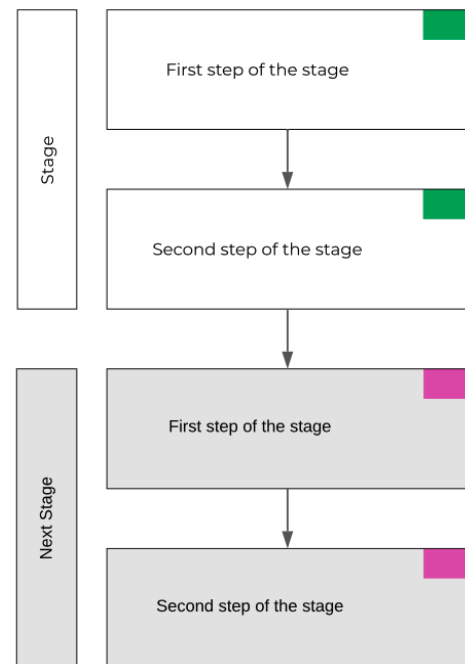 Stage
First step of the stage
Second step of the stage
Next Stage
First step of the stage
Second step of the stage